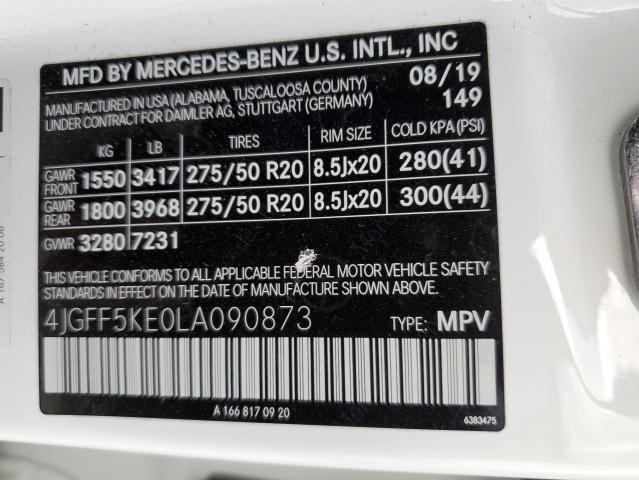 MFD BY MERCEDES-BENZ U.S. INTL., INC
MANUFACTURED IN USA (ALABAMA, TUSCALOOSA COUNTY) 08/19
UNDER CONTRACT FOR DAIMLER AG, STUTTGART (GERMANY) 149
KG LB TIRES RIM SIZE COLD KPA (PSI)
GAWR FRONT 1550 3417 275/50 R20 8.5Jx20 280(41)
GAWR REAR 1800 3968 275/50 R20 8.5Jx20 300(44)
GVWR 3280 7231
THIS VEHICLE CONFORMS TO ALL APPLICABLE FEDERAL MOTOR VEHICLE SAFETY
STANDARDS IN EFFECT ON THE DATE OF MANUFACTURE SHOWN ABOVE.
4JGFF5KE0LA090873 TYPE: MPV
A 166 817 09 20
6383475